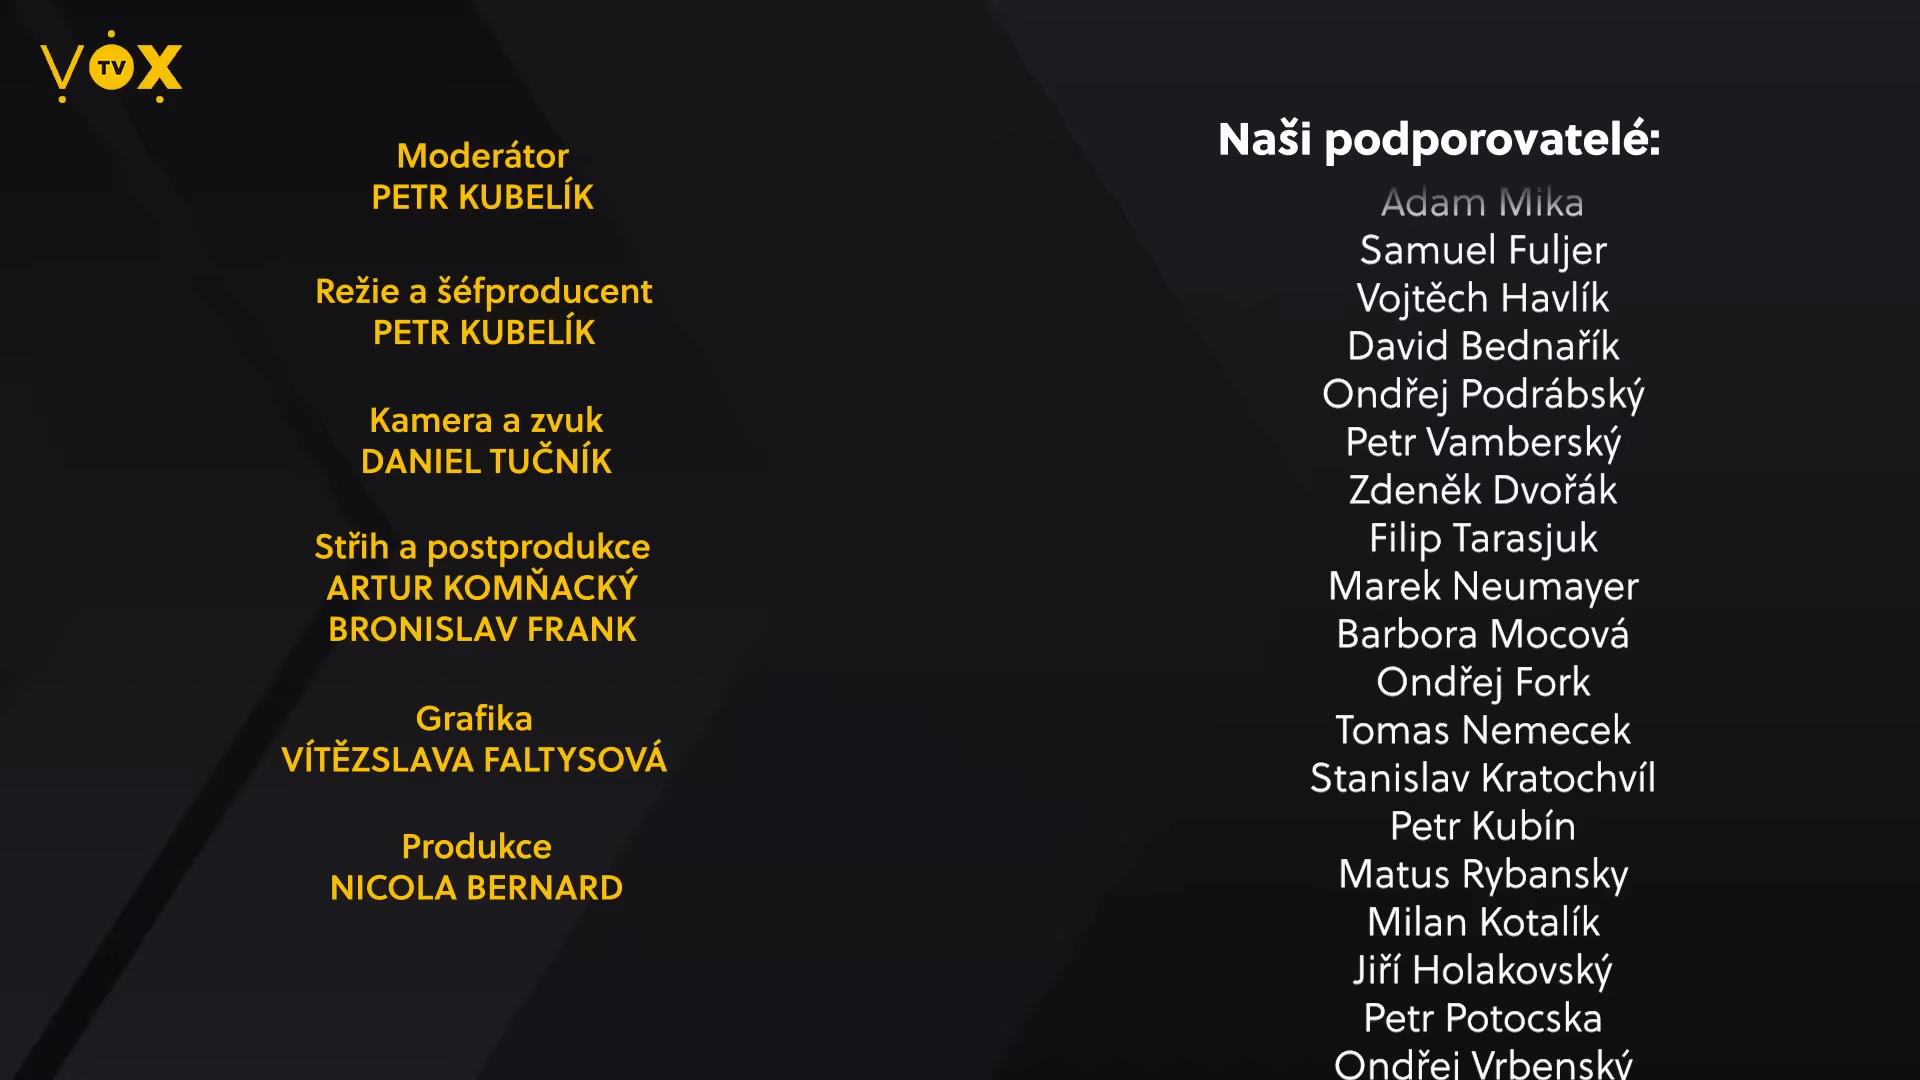 VOX
TV
Moderátor
PETR KUBELÍK
Režie a šéfproducent
PETR KUBELÍK
Kamera a zvuk
DANIEL TUČNÍK
Střih a postprodukce
ARTUR KOMŇACKÝ
BRONISLAV FRANK
Grafika
VÍTĚZSLAVA FALTYSOVÁ
Produkce
NICOLA BERNARD
Naši podporovatelé:
Adam Mika
Samuel Fuljer
Vojtěch Havlík
David Bednařík
Ondřej Podrábský
Petr Vamberský
Zdeněk Dvořák
Filip Tarasjuk
Marek Neumayer
Barbora Mocová
Ondřej Fork
Tomas Nemecek
Stanislav Kratochvíl
Petr Kubín
Matus Rybansky
Milan Kotalík
Jiří Holakovský
Petr Potocska
Ondřej Vrbenský